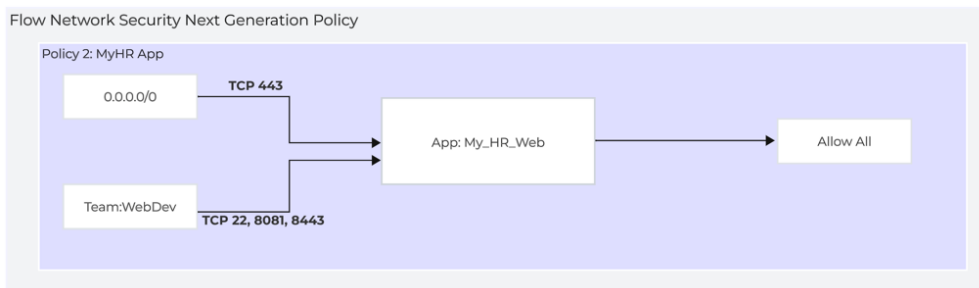 Flow Network Security Next Generation Policy
Policy 2: MyHR App
0.0.0.0/0
TCP 443
App: My_HR_Web
Allow All
Team:WebDev
TCP 22, 8081, 8443